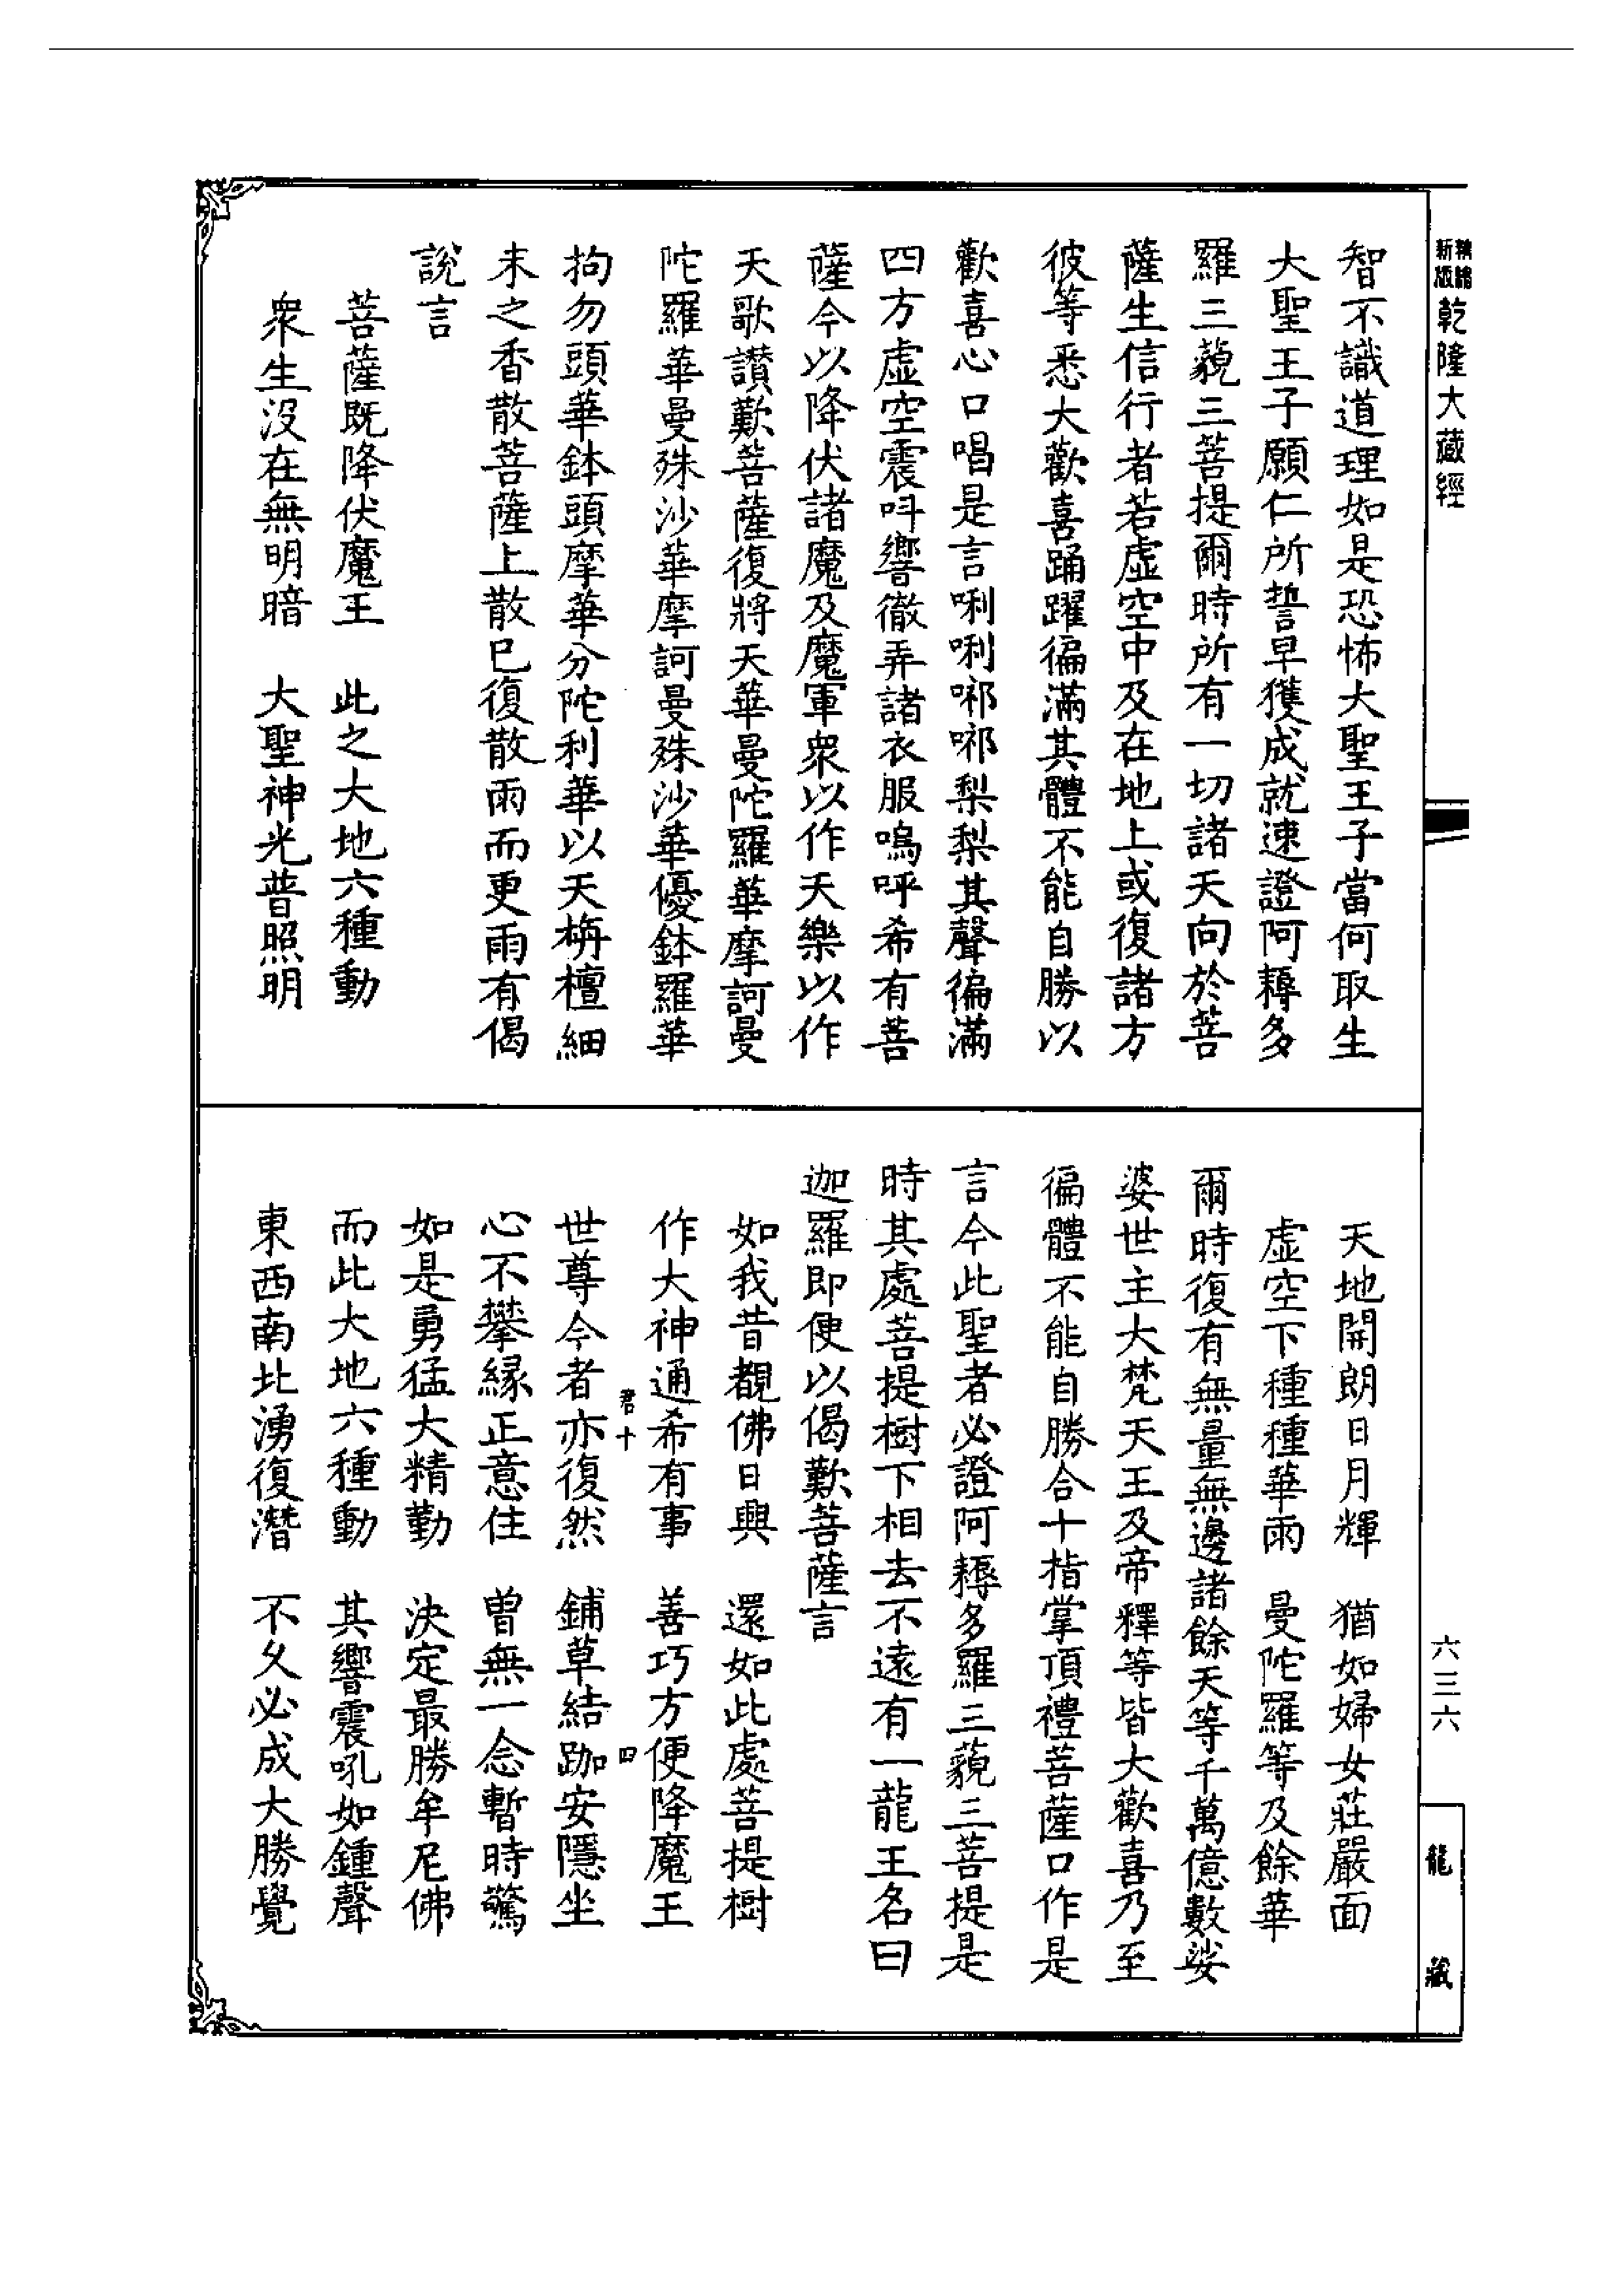 精編
新版
乾隆大藏經
智不識道理如是恐怖大聖王子當何取生
大聖王子願仁所誓早獲成就速證阿耨多
羅三藐三菩提爾時所有一切諸天向於菩
薩生信行者若虛空中及在地上或復諸方
彼等悉大歡喜踊躍徧滿其體不能自勝以
歡喜心口唱是言唎唎哪哪梨梨其聲徧滿
四方虛空震吽響徹弄諸衣服嗚呼希有菩
薩今以降伏諸魔及魔軍眾以作天樂以作
天歌讚歎菩薩復將天華曼陀羅華摩訶曼
陀羅華曼殊沙華摩訶曼殊沙華優鉢羅華
拘勿頭華鉢頭摩華分陀利華以天栴檀細
末之香散菩薩上散已復散雨而更雨有偈
說言
菩薩既降伏魔王　此之大地六種動
眾生沒在無明暗　大聖神光普照明
天地開朗日月輝　猶如婦女莊嚴面
虛空下種種華雨　曼陀羅等及餘華
爾時復有無量無邊諸餘天等千萬億數娑
婆世主大梵天王及帝釋等皆大歡喜乃至
徧體不能自勝合十指掌頂禮菩薩口作是
言今此聖者必證阿耨多羅三藐三菩提是
時其處菩提樹下相去不遠有一龍王名曰
迦羅即便以偈歎菩薩言
如我昔覩佛日興　還如此處菩提樹
作大神通希有事　善巧方便降魔王
世尊今者亦復然　鋪草結跏安隱坐
心不攀緣正意住　曾無一念暫時驚
如是勇猛大精勤　決定最勝牟尼佛
而此大地六種動　其響震吼如鍾聲
東西南北湧復潛　不久必成大勝覺
十　四
六三六
龍藏